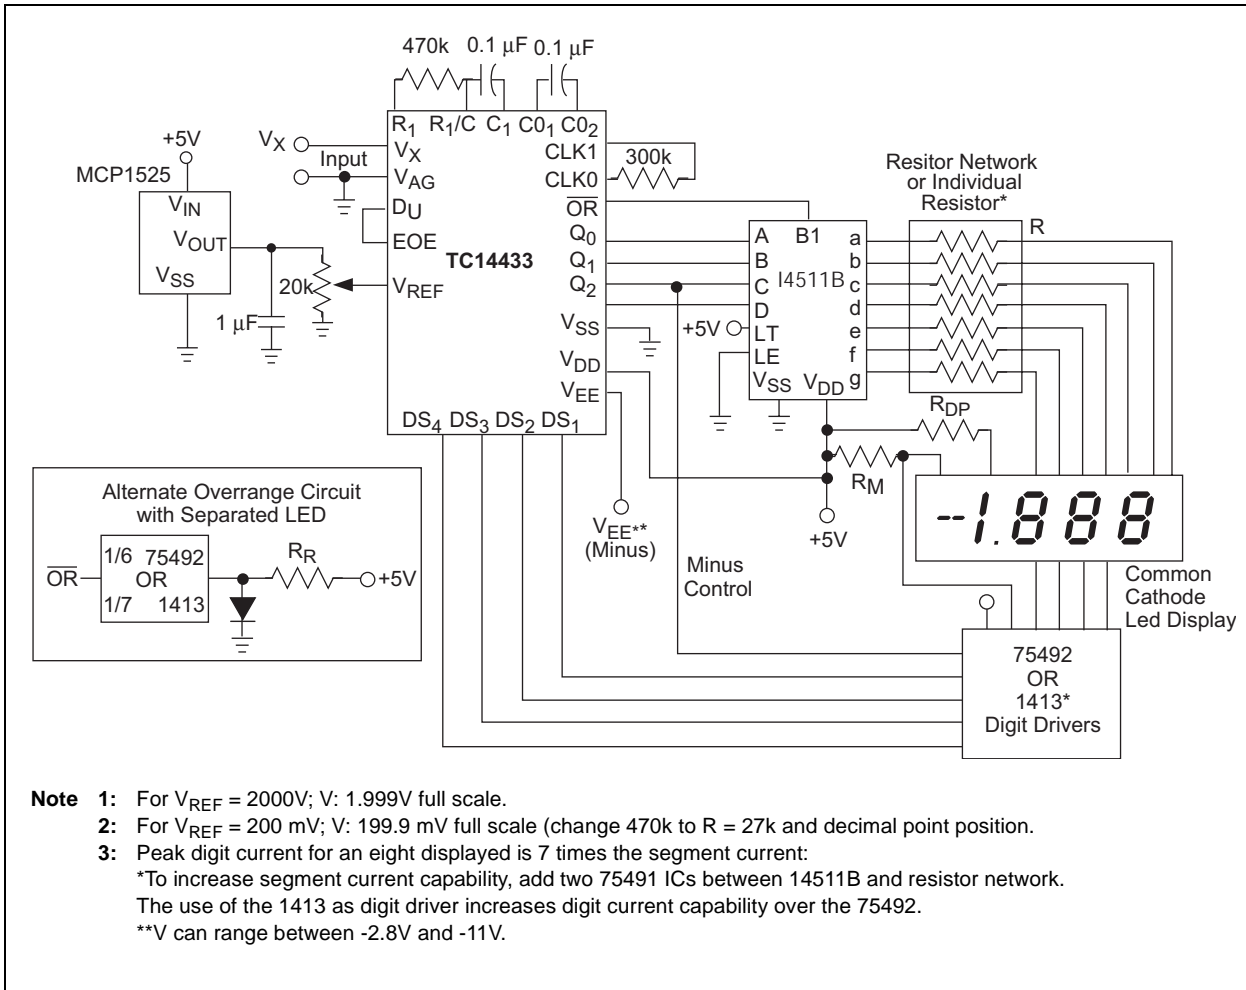 470k 0.1 µF 0.1 µF
R1 R1/C C1 C01 C02
+5V
MCP1525
VIN
VOUT
VSS
1 µF
20k
VX
Input
VX
VAG
DU
EOE
VREF
TC14433
CLK1
CLK0
300k
OR
Q0
Q1
Q2
VSS
VDD
VEE
DS4 DS3 DS2 DS1
A B1 a
B b
C I4511B c
D d
+5V LT e
LE f
VSS VDD g
Resitor Network
or Individual
Resistor*
R
RDP
RM
+5V
VEE**
(Minus)
Minus
Control
-1.888
Common
Cathode
Led Display
75492
OR
1413*
Digit Drivers
Alternate Overrange Circuit
with Separated LED
OR
1/6 75492
OR
1/7 1413
RR
+5V
Note 1: For VREF = 2000V; V: 1.999V full scale.
2: For VREF = 200 mV; V: 199.9 mV full scale (change 470k to R = 27k and decimal point position.
3: Peak digit current for an eight displayed is 7 times the segment current:
*To increase segment current capability, add two 75491 ICs between 14511B and resistor network.
The use of the 1413 as digit driver increases digit current capability over the 75492.
**V can range between -2.8V and -11V.